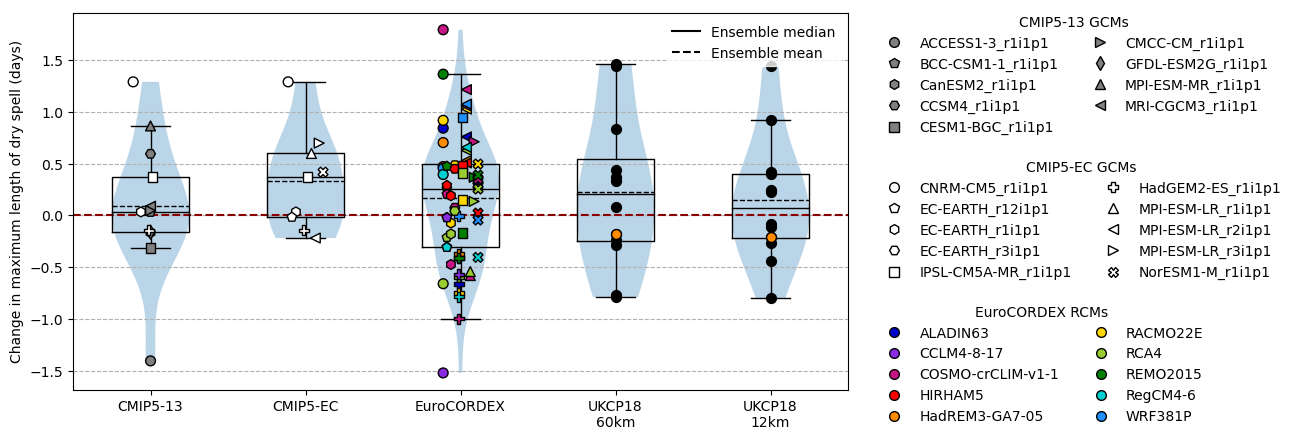 Change in maximum length of dry spell (days)
1.5
1.0
0.5
0.0
−0.5
−1.0
−1.5
CMIP5-13
CMIP5-EC
EuroCORDEX
UKCP18
60km
UKCP18
12km
Ensemble median
Ensemble mean
CMIP5-13 GCMs
ACCESS1-3_r1i1p1
BCC-CSM1-1_r1i1p1
CanESM2_r1i1p1
CCSM4_r1i1p1
CESM1-BGC_r1i1p1
CMCC-CM_r1i1p1
GFDL-ESM2G_r1i1p1
MPI-ESM-MR_r1i1p1
MRI-CGCM3_r1i1p1
CMIP5-EC GCMs
CNRM-CM5_r1i1p1
EC-EARTH_r12i1p1
EC-EARTH_r1i1p1
EC-EARTH_r3i1p1
IPSL-CM5A-MR_r1i1p1
HadGEM2-ES_r1i1p1
MPI-ESM-LR_r1i1p1
MPI-ESM-LR_r2i1p1
MPI-ESM-LR_r3i1p1
NorESM1-M_r1i1p1
EuroCORDEX RCMs
ALADIN63
CCLM4-8-17
COSMO-crCLIM-v1-1
HIRHAM5
HadREM3-GA7-05
RACMO22E
RCA4
REMO2015
RegCM4-6
WRF381P